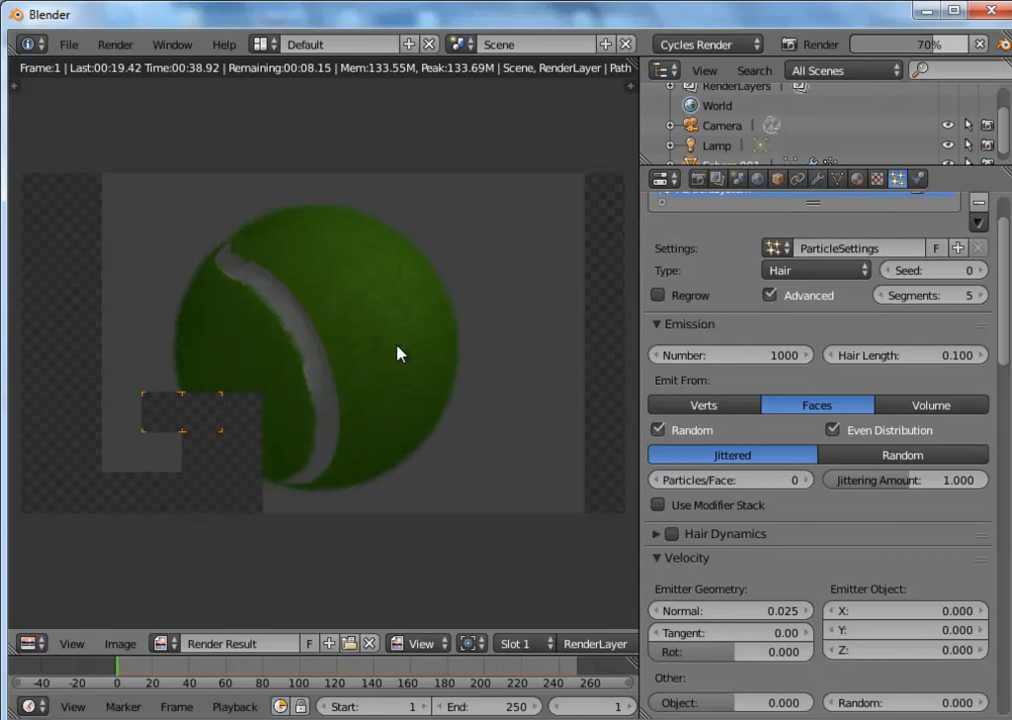 Blender
File Render Window Help Default Scene Cycles Render Render 70%
Frame:1 | Last:00:19.42 Time:00:38.92 | Remaining:00:08.15 | Mem:133.55M, Peak:133.69M | Scene, RenderLayer | Path
View Search All Scenes
RenderLayers
World
Camera
Lamp
Settings: ParticleSettings F
Type: Hair Seed: 0
Regrow Advanced Segments: 5
Emission
Number: 1000 Hair Length: 0.100
Emit From:
Verts Faces Volume
Random Even Distribution
Jittered Random
Particles/Face: 0 Jittering Amount: 1.000
Use Modifier Stack
Hair Dynamics
Velocity
Emitter Geometry: Emitter Object:
Normal: 0.025 X: 0.000
Tangent: 0.00 Y: 0.000
Rot: 0.000 Z: 0.000
Other:
Object: 0.000 Random: 0.000
View Image Render Result F View Slot 1 RenderLayer
-40 -20 0 20 40 60 80 100 120 140 160 180 200 220 240 260
View Marker Frame Playback Start: 1 End: 250 1